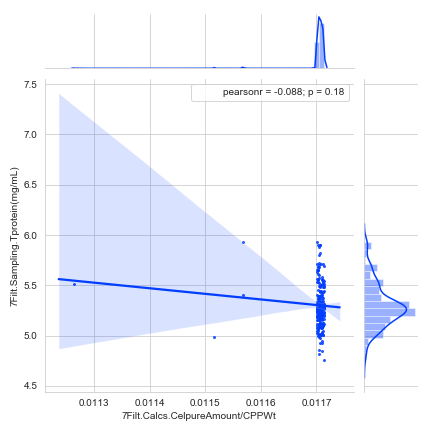 pearsonr = -0.088; p = 0.18
7.5
7.0
6.5
6.0
5.5
5.0
4.5
7Filt.Sampling.Tprotein(mg/mL)
0.0113 0.0114 0.0115 0.0116 0.0117
7Filt.Calcs.CelpureAmount/CPPWt